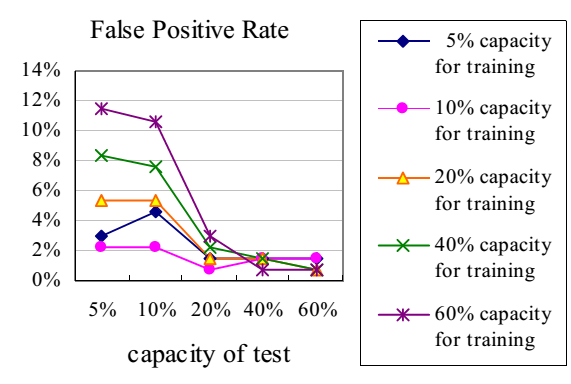 False Positive Rate
14%
12%
10%
8%
6%
4%
2%
0%
5% 10% 20% 40% 60%
capacity of test
5% capacity
for training
10% capacity
for training
20% capacity
for training
40% capacity
for training
60% capacity
for training